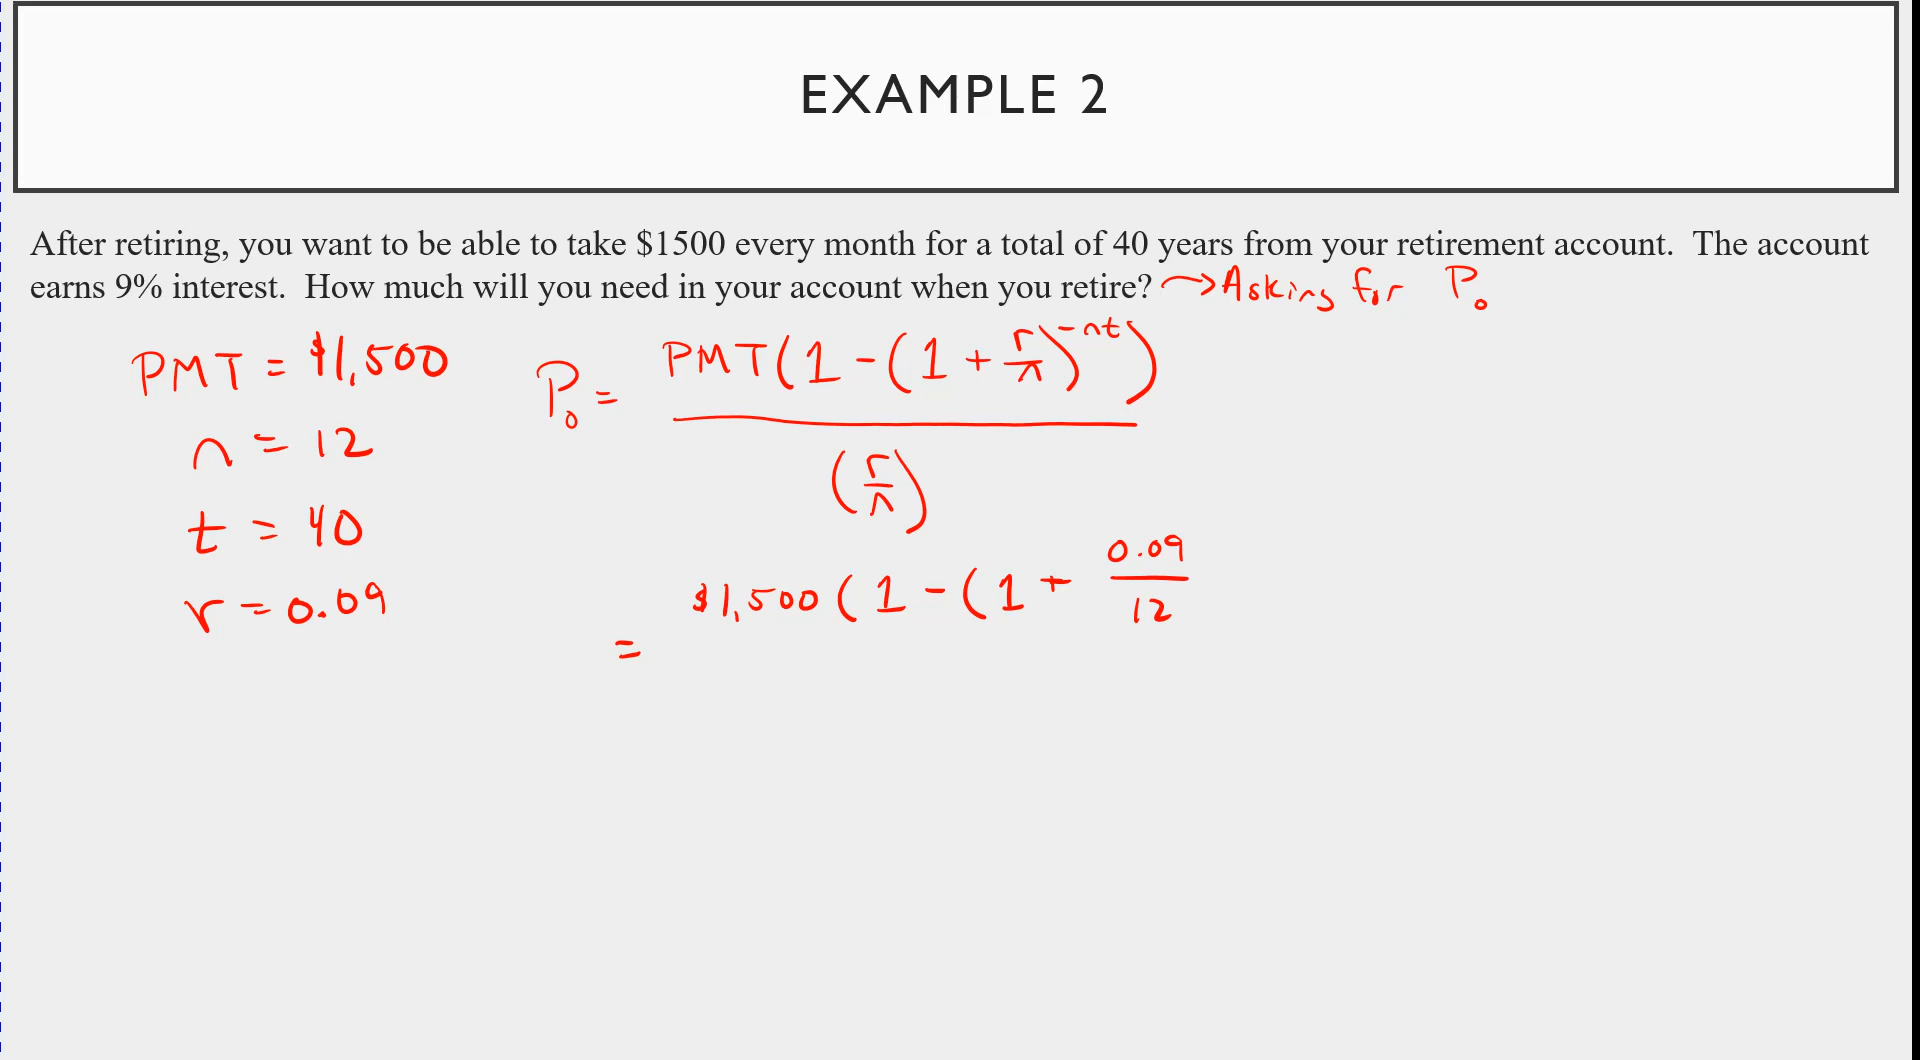 EXAMPLE 2
After retiring, you want to be able to take $1500 every month for a total of 40 years from your retirement account.  The account
earns 9% interest.  How much will you need in your account when you retire? → Asking for P₀
PMT = $1,500
n = 12
t = 40
r = 0.09
P₀ = PMT(1 - (1 + r/n)^-nt) / (r/n)
= $1,500(1 - (1 + 0.09/12